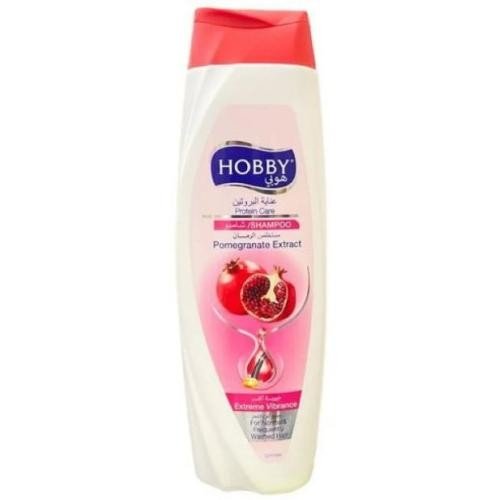 HOBBY
هوبي
عناية البروتين
Protein Care
شامبو /SHAMPOO
مستخلص الرمان
Pomegranate Extract
Extreme Vibrance
For Normal &
Frequently
Washed Hair